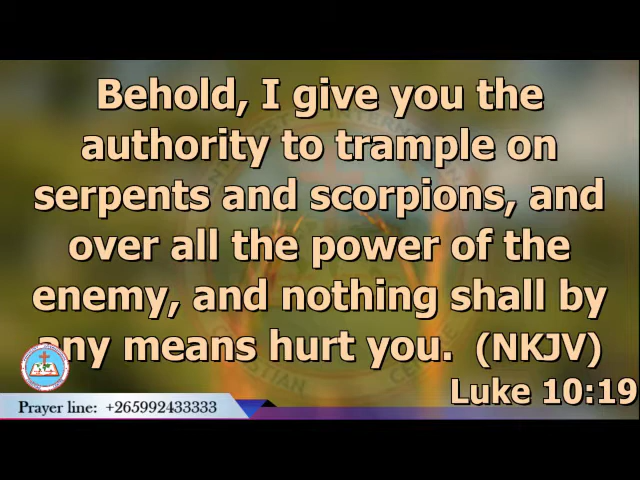 Behold, I give you the
authority to trample on
serpents and scorpions, and
over all the power of the
enemy, and nothing shall by
any means hurt you. (NKJV)
Luke 10:19
Prayer line: +265992433333